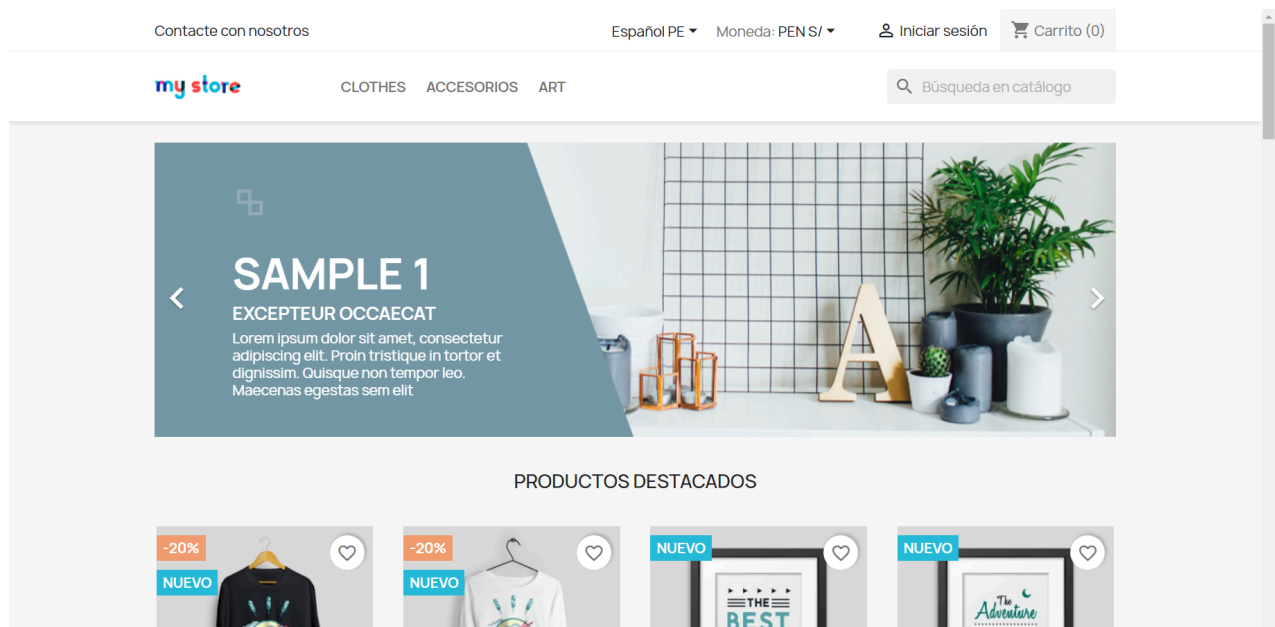 Contacte con nosotros
Español PE
Moneda: PEN S/
Iniciar sesión
Carrito (0)
my store
CLOTHES
ACCESORIOS
ART
Búsqueda en catálogo
SAMPLE 1
EXCEPTEUR OCCAECAT
Lorem ipsum dolor sit amet, consectetur
adipiscing elit. Proin tristique in tortor et
dignissim. Quisque non tempor leo.
Maecenas egestas sem elit
A
PRODUCTOS DESTACADOS
-20%
NUEVO
-20%
NUEVO
NUEVO
THE
BEST
NUEVO
The
Adventure